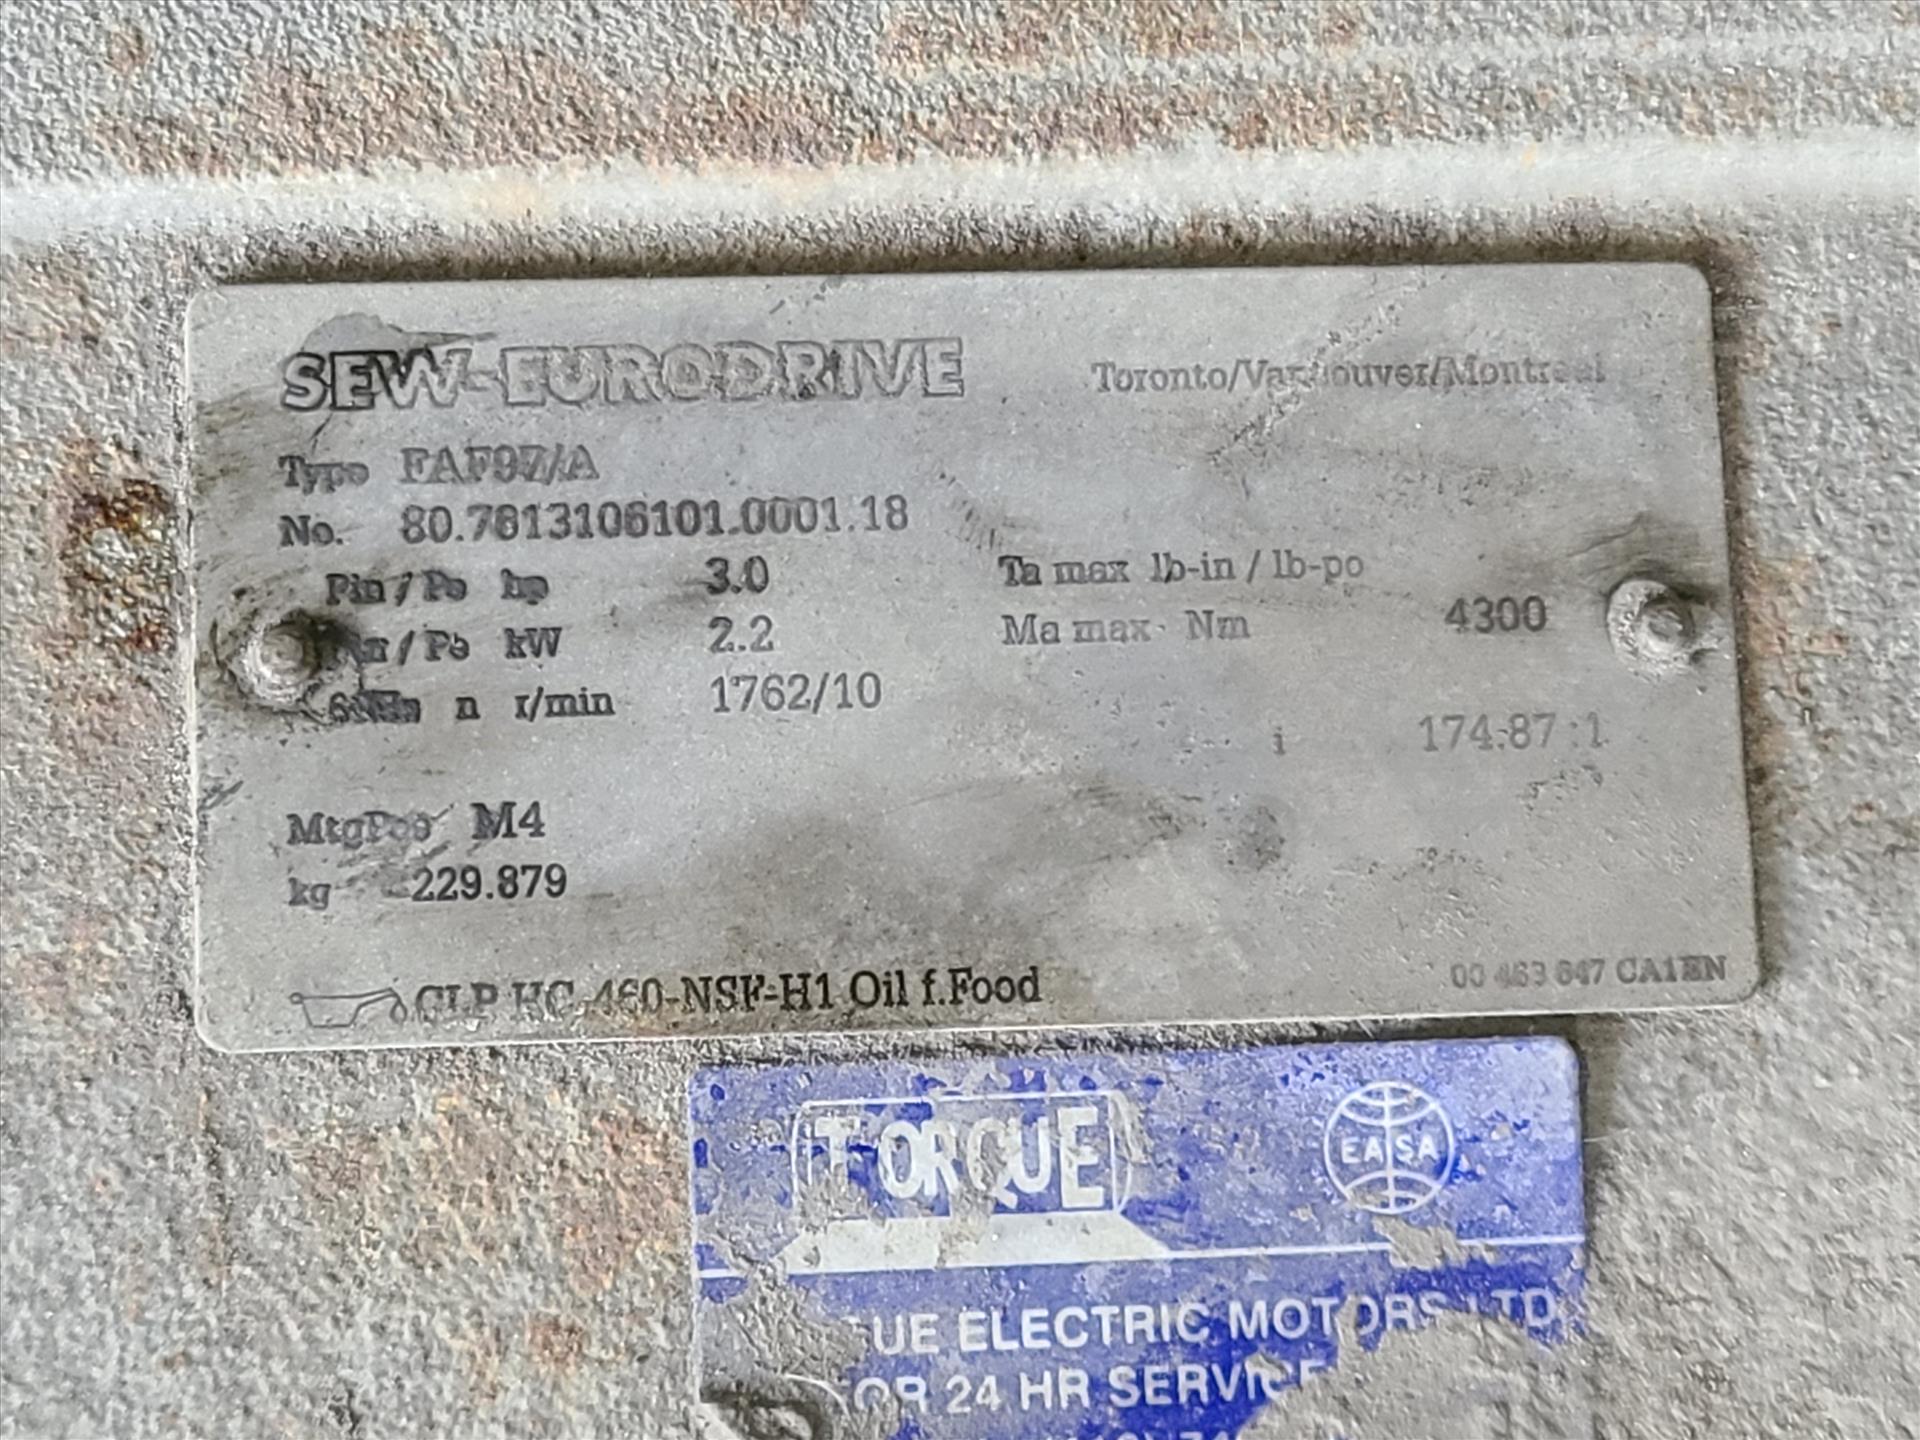 SEW-EURODRIVE Toronto/Vancouver/Montreal
Type FAF97/A
No. 80.7813106101.0001.18
Pin / Pe hp 3.0 Ta max lb-in / lb-po
/ Pe kW 2.2 Ma max Nm 4300
n r/min 1762/10
i 174.87 :1
MtgPos M4
kg 229.879
CLP HC 460-NSF-H1 Oil f.Food
00 463 847 CA1EN
TORQUE EASA
ELECTRIC MOTORS LTD
24 HR SERVICE